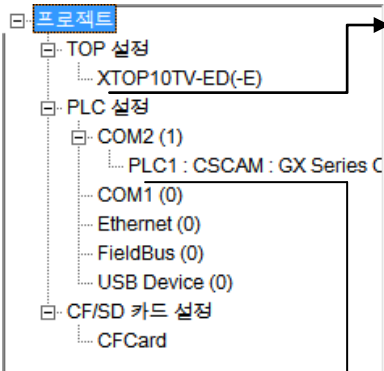 프로젝트
TOP 설정
XTOP10TV-ED(-E)
PLC 설정
COM2 (1)
PLC1 : CSCAM : GX Series C
COM1 (0)
Ethernet (0)
FieldBus (0)
USB Device (0)
CF/SD 카드 설정
CFCard